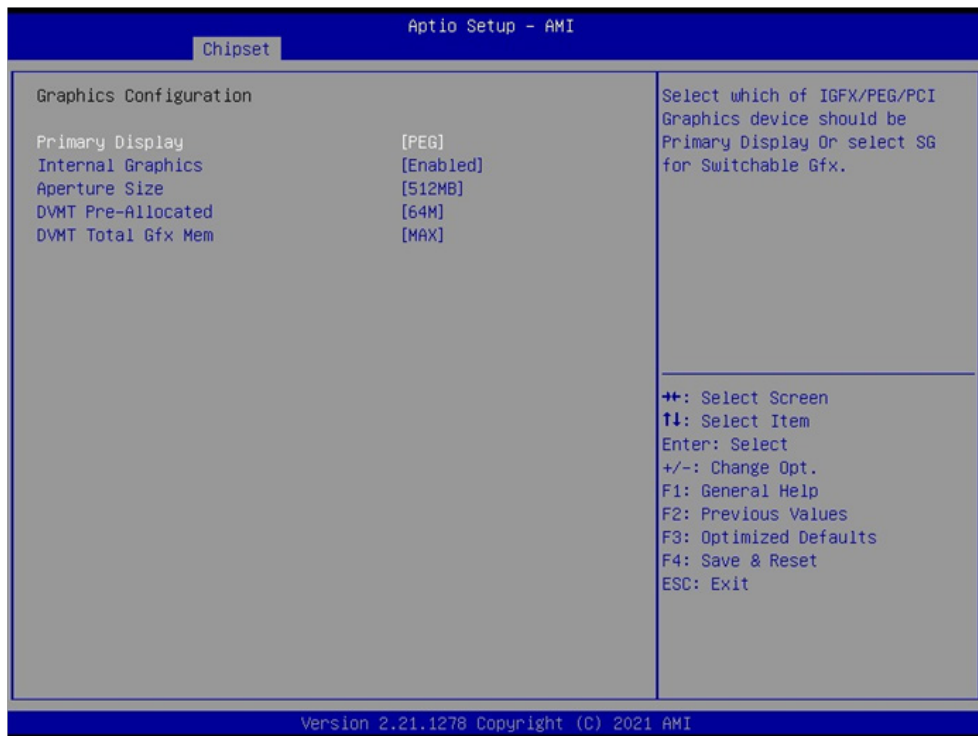 Aptio Setup - AMI
Chipset
Graphics Configuration
Primary Display [PEG]
Internal Graphics [Enabled]
Aperture Size [512MB]
DVMT Pre-Allocated [64M]
DVMT Total Gfx Mem [MAX]
Select which of IGFX/PEG/PCI
Graphics device should be
Primary Display Or select SG
for Switchable Gfx.
→←: Select Screen
↑↓: Select Item
Enter: Select
+/-: Change Opt.
F1: General Help
F2: Previous Values
F3: Optimized Defaults
F4: Save & Reset
ESC: Exit
Version 2.21.1278 Copyright (C) 2021 AMI